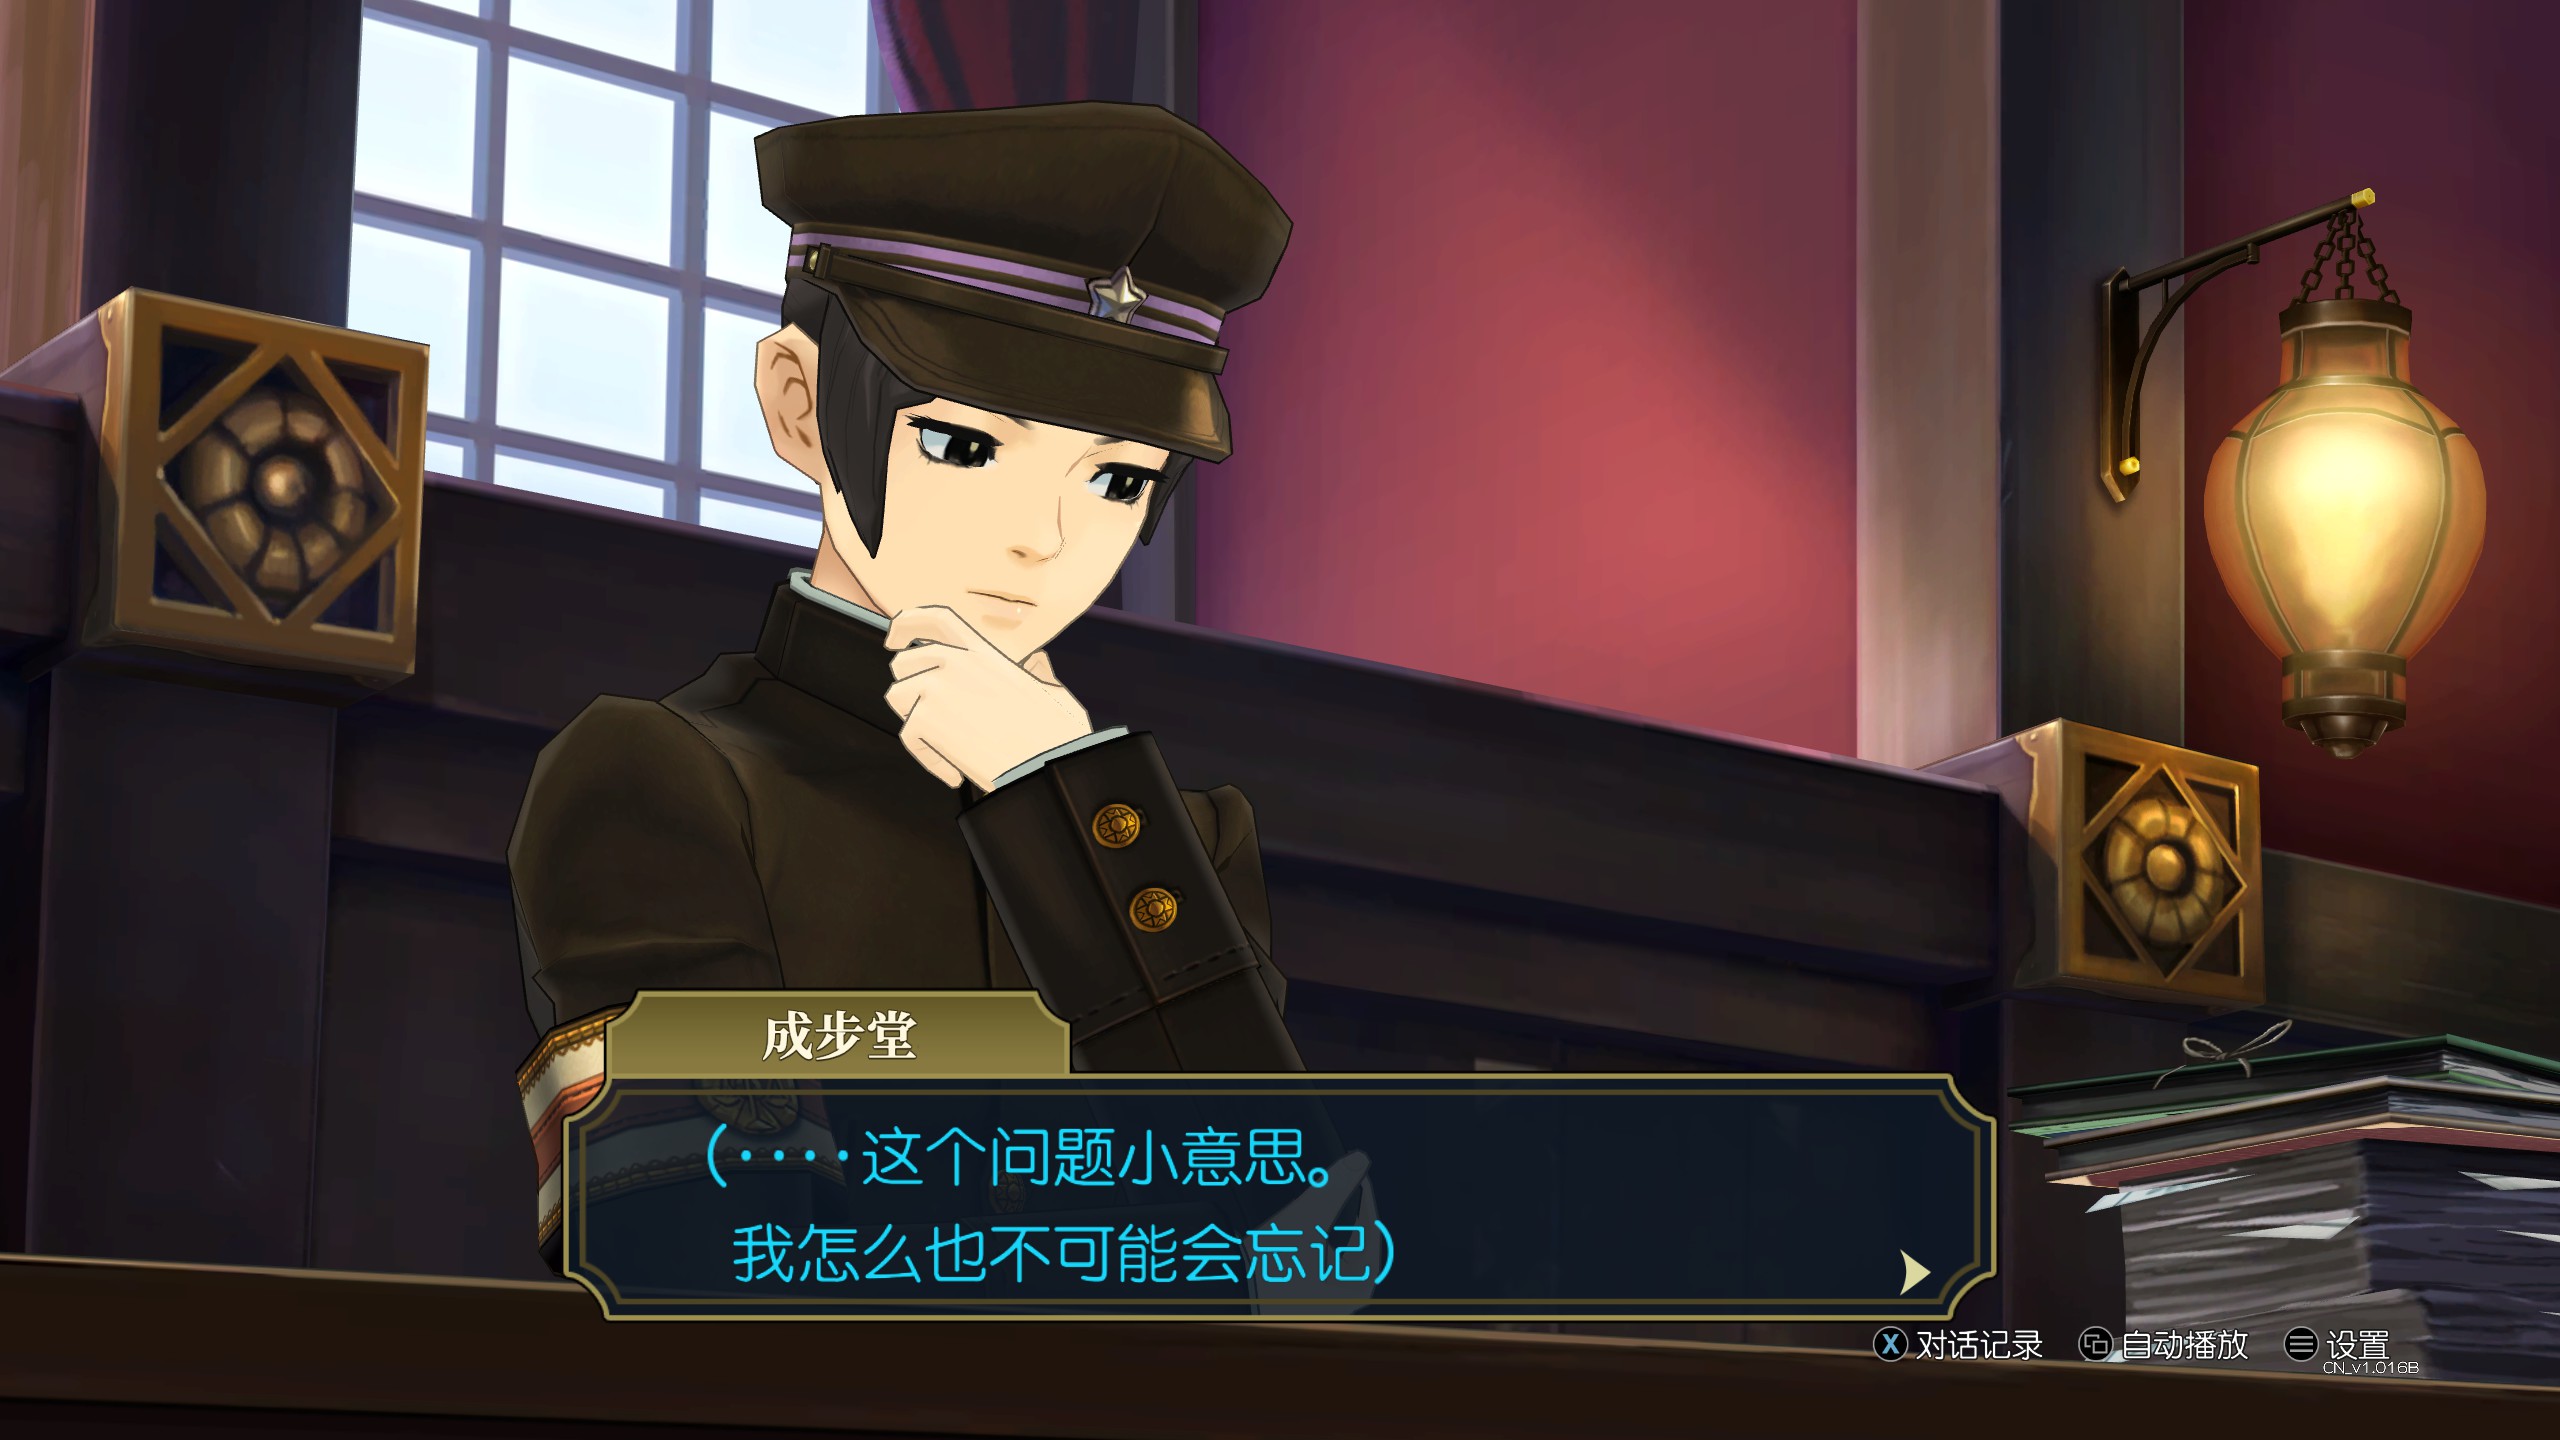 成步堂
(····这个问题小意思。
我怎么也不可能会忘记)
X 对话记录 自动播放 设置
CN_v1.016B